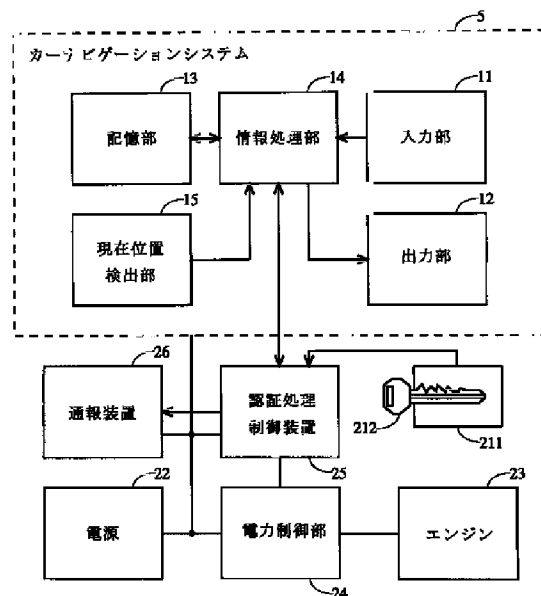 5
カーナビゲーションシステム
13
14
11
記憶部
情報処理部
入力部
15
12
現在位置
検出部
出力部
26
通報装置
認証処理
制御装置
212
211
25
22
23
電源
電力制御部
エンジン
24